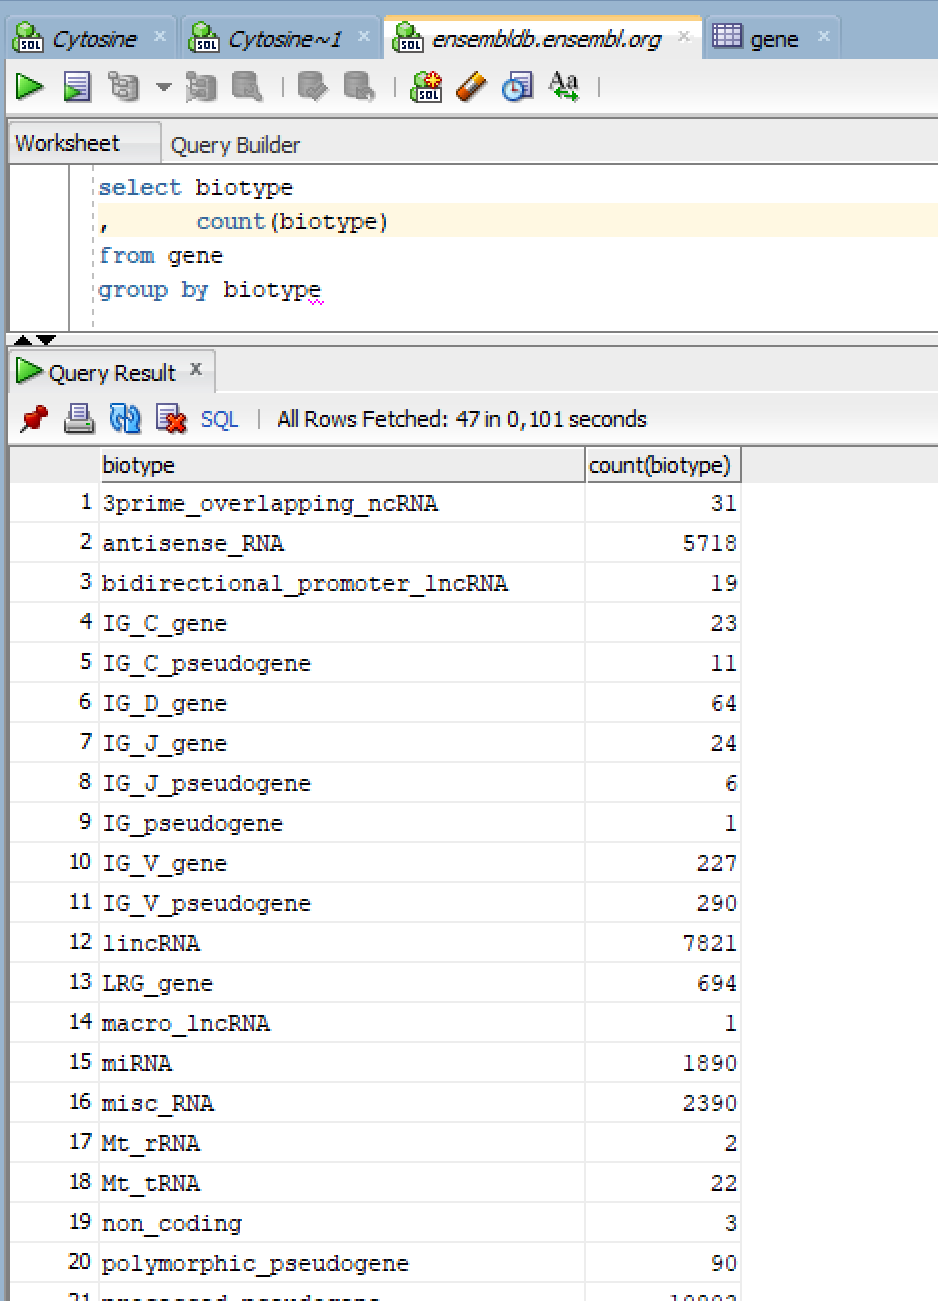 Cytosine
Cytosine~1
ensembldb.ensembl.org
gene
Worksheet
Query Builder
select biotype
,      count(biotype)
from gene
group by biotype
Query Result
SQL
All Rows Fetched: 47 in 0,101 seconds
biotype count(biotype)
1 3prime_overlapping_ncRNA 31
2 antisense_RNA 5718
3 bidirectional_promoter_lncRNA 19
4 IG_C_gene 23
5 IG_C_pseudogene 11
6 IG_D_gene 64
7 IG_J_gene 24
8 IG_J_pseudogene 6
9 IG_pseudogene 1
10 IG_V_gene 227
11 IG_V_pseudogene 290
12 lincRNA 7821
13 LRG_gene 694
14 macro_lncRNA 1
15 miRNA 1890
16 misc_RNA 2390
17 Mt_rRNA 2
18 Mt_tRNA 22
19 non_coding 3
20 polymorphic_pseudogene 90
21 processed_pseudogene